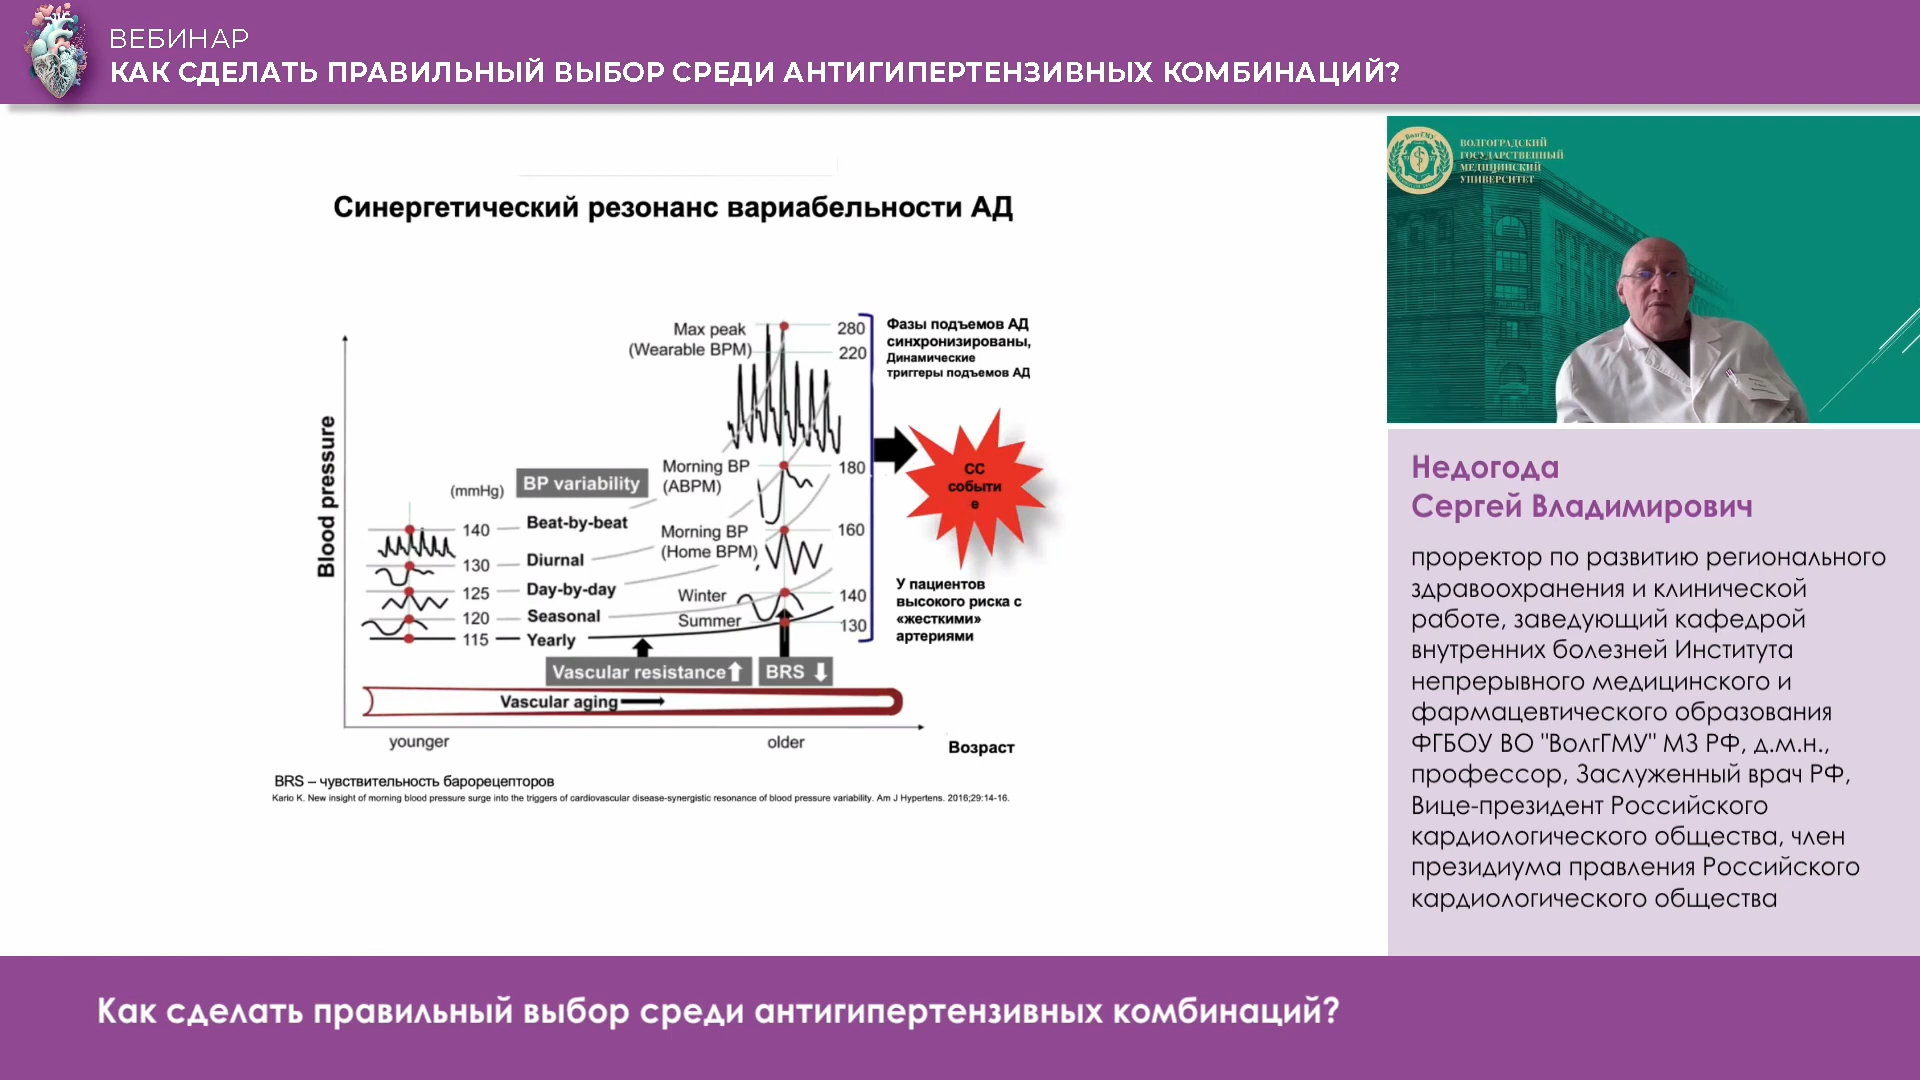 ВЕБИНАР
КАК СДЕЛАТЬ ПРАВИЛЬНЫЙ ВЫБОР СРЕДИ АНТИГИПЕРТЕНЗИВНЫХ КОМБИНАЦИЙ?
Синергетический резонанс вариабельности АД
Max peak
(Wearable BPM)
280
220
Фазы подъемов АД
синхронизированы,
Динамические
триггеры подъемов АД
Blood pressure
(mmHg)
BP variability
Morning BP
(ABPM)
180
СС
событи
е
140
Beat-by-beat
Morning BP
(Home BPM)
160
130
Diurnal
125
Day-by-day
Winter
140
120
Seasonal
Summer
130
115
Yearly
У пациентов
высокого риска с
«жесткими»
артериями
Vascular resistance
BRS
Vascular aging
younger
older
Возраст
BRS – чувствительность барорецепторов
Kario K. New insight of morning blood pressure surge into the triggers of cardiovascular disease-synergistic resonance of blood pressure variability. Am J Hypertens. 2016;29:14-16.
ВолгГМУ
ВОЛГОГРАДСКИЙ
ГОСУДАРСТВЕННЫЙ
МЕДИЦИНСКИЙ
УНИВЕРСИТЕТ
Недогода
Сергей Владимирович
проректор по развитию регионального
здравоохранения и клинической
работе, заведующий кафедрой
внутренних болезней Института
непрерывного медицинского и
фармацевтического образования
ФГБОУ ВО "ВолгГМУ" МЗ РФ, д.м.н.,
профессор, Заслуженный врач РФ,
Вице-президент Российского
кардиологического общества, член
президиума правления Российского
кардиологического общества
Как сделать правильный выбор среди антигипертензивных комбинаций?